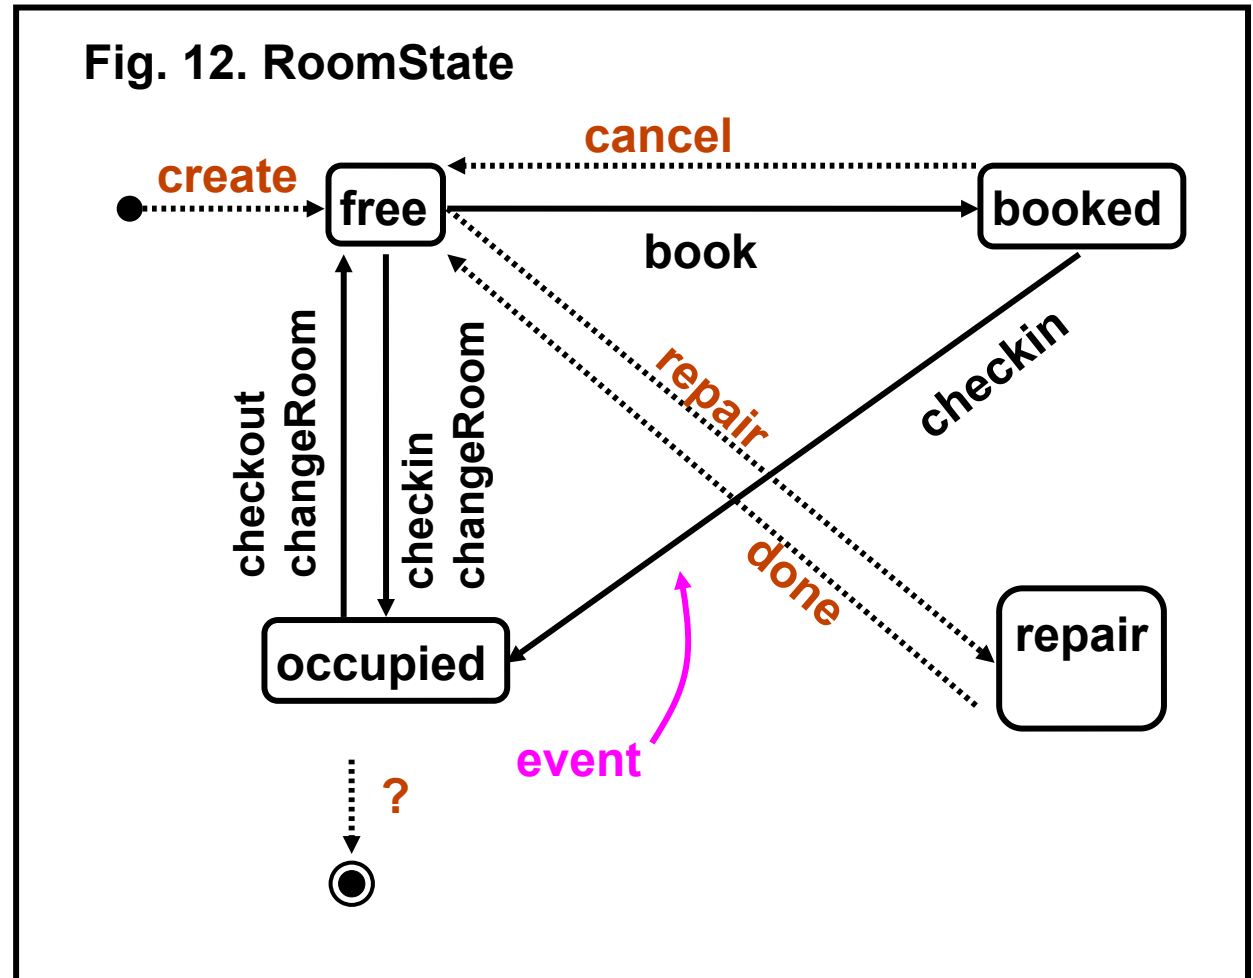 Fig. 12. RoomState
cancel
create
free
booked
book
checkout
changeRoom
checkin
changeRoom
repair
checkin
done
repair
occupied
event
?